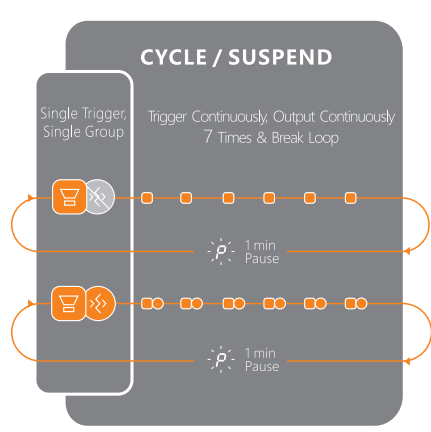 CYCLE / SUSPEND
Single Trigger,
Single Group
Trigger Continuously, Output Continuously
7 Times & Break Loop
P
1 min
Pause
P
1 min
Pause